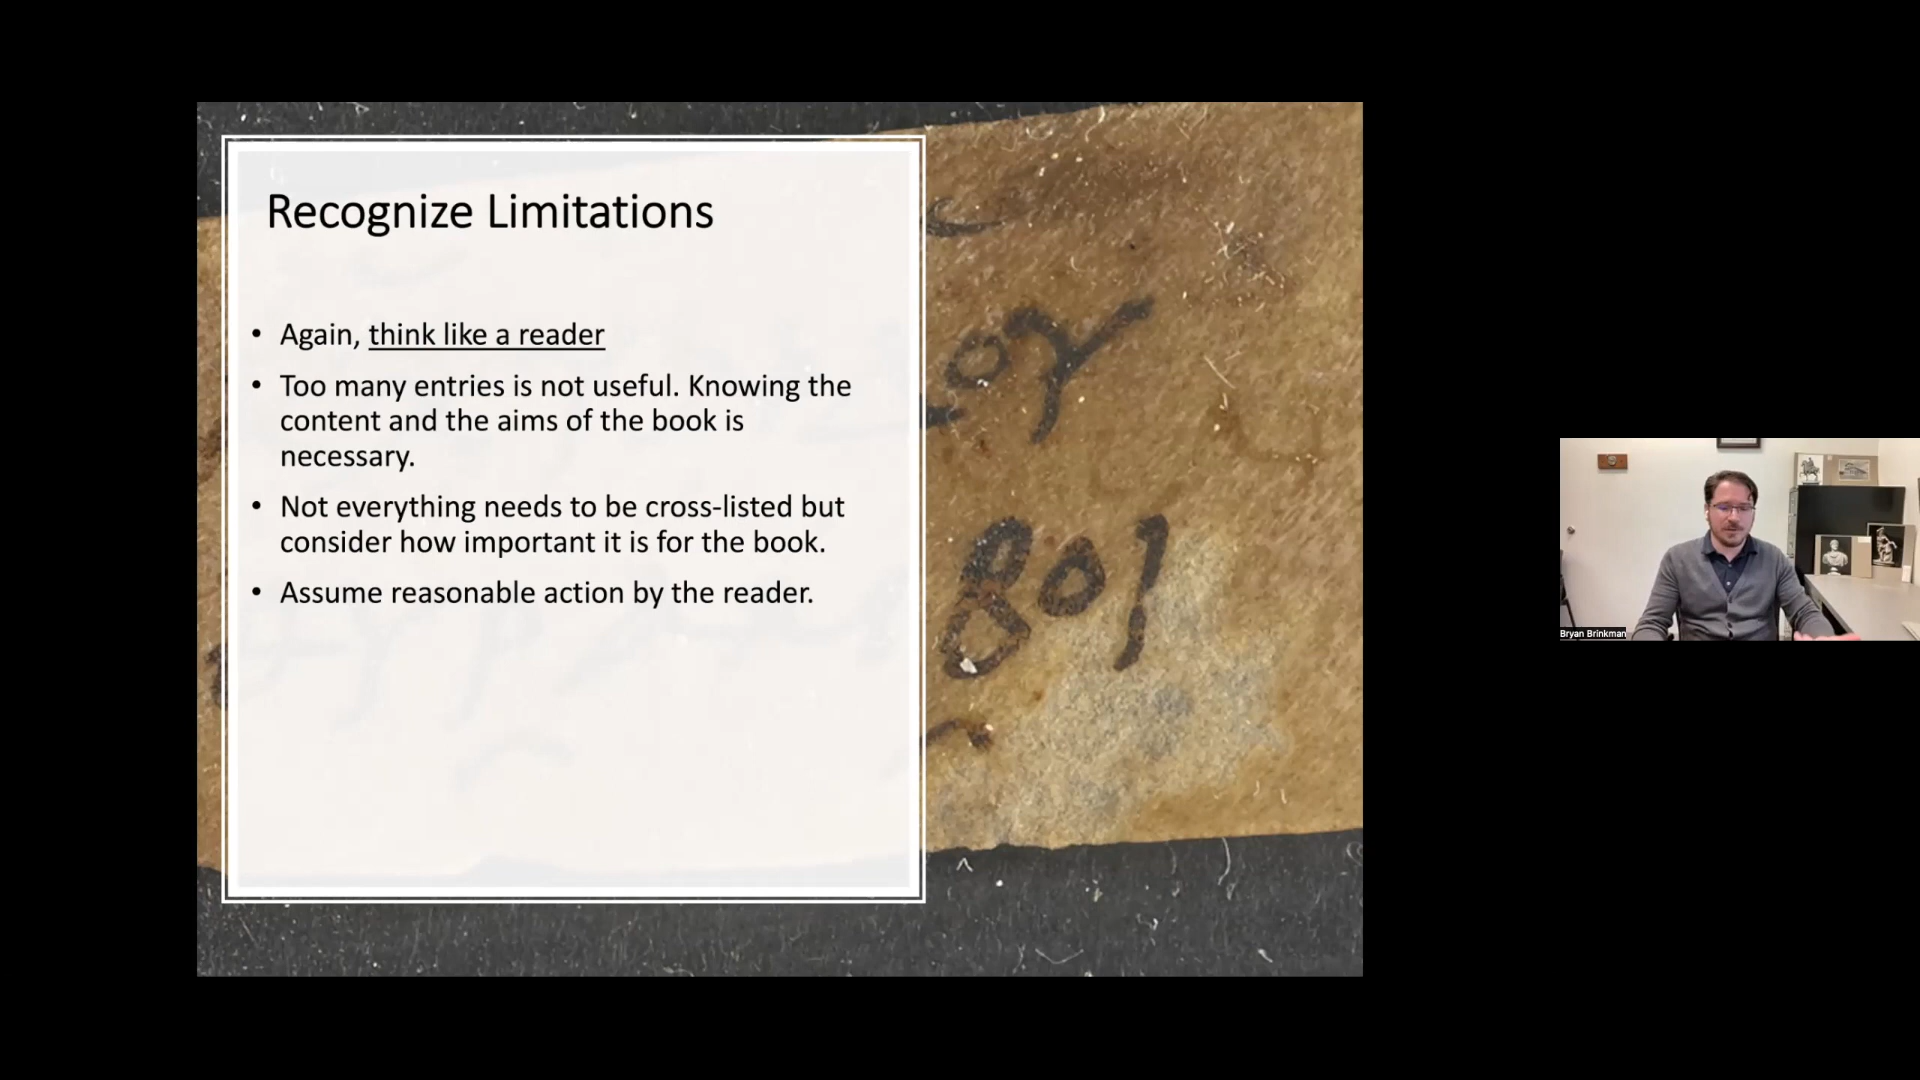 Recognize Limitations
• Again, think like a reader
• Too many entries is not useful. Knowing the
content and the aims of the book is
necessary.
• Not everything needs to be cross-listed but
consider how important it is for the book.
• Assume reasonable action by the reader.
801
Bryan Brinkman